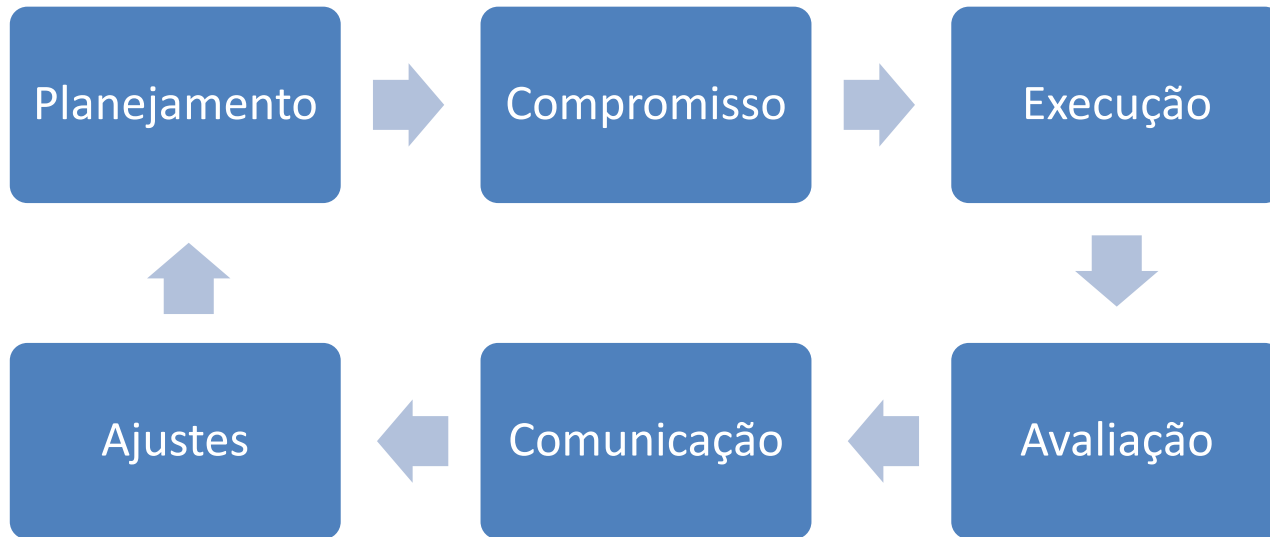 Planejamento
Compromisso
Execução
Avaliação
Comunicação
Ajustes